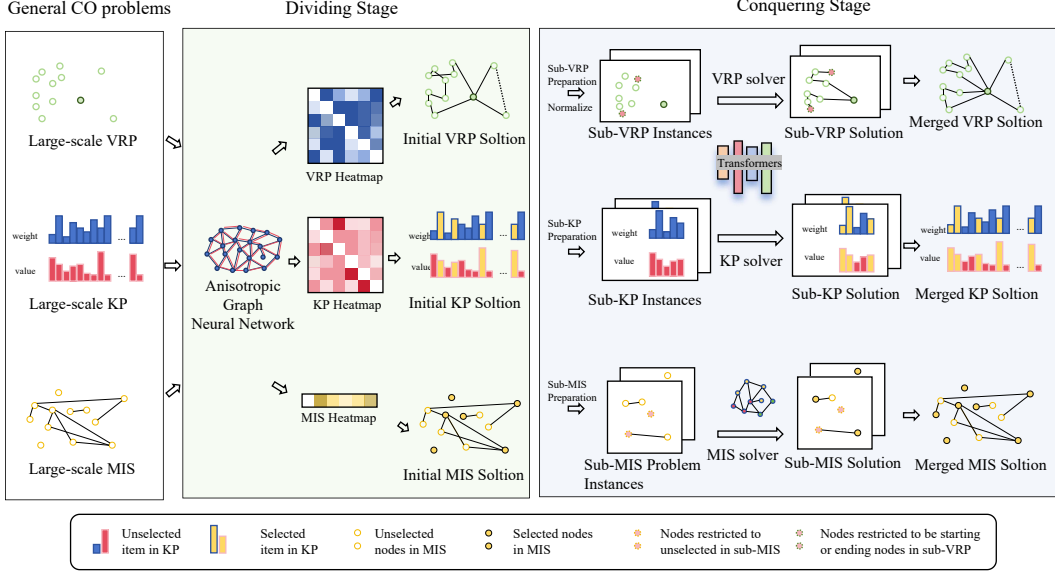 General CO problems
Dividing Stage
Conquering Stage
Large-scale VRP
VRP Heatmap
Initial VRP Soltion
Sub-VRP
Preparation
Normalize
Sub-VRP Instances
VRP solver
Sub-VRP Solution
Merged VRP Soltion
Transformers
weight
...
value
...
Large-scale KP
Anisotropic
Graph
Neural Network
KP Heatmap
weight
...
value
...
Initial KP Soltion
Sub-KP
Preparation
weight
value
Sub-KP Instances
KP solver
weight
value
Sub-KP Solution
weight
...
value
...
Merged KP Soltion
Large-scale MIS
MIS Heatmap
Initial MIS Soltion
Sub-MIS
Preparation
Sub-MIS Problem
Instances
MIS solver
Sub-MIS Solution
Merged MIS Soltion
Unselected
item in KP
Selected
item in KP
Unselected
nodes in MIS
Selected nodes
in MIS
Nodes restricted to
unselected in sub-MIS
Nodes restricted to be starting
or ending nodes in sub-VRP